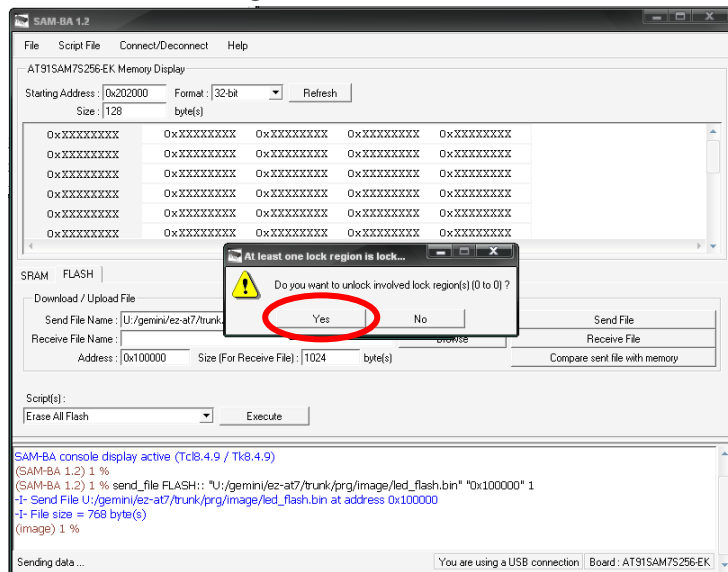 SAM-BA 1.2
File Script File Connect/Deconnect Help
AT91SAM7S256-EK Memory Display
Starting Address : 0x202000 Format : 32-bit Refresh
Size : 128 byte(s)
0xXXXXXXXX 0xXXXXXXXX 0xXXXXXXXX 0xXXXXXXXX 0xXXXXXXXX
0xXXXXXXXX 0xXXXXXXXX 0xXXXXXXXX 0xXXXXXXXX 0xXXXXXXXX
0xXXXXXXXX 0xXXXXXXXX 0xXXXXXXXX 0xXXXXXXXX 0xXXXXXXXX
0xXXXXXXXX 0xXXXXXXXX 0xXXXXXXXX 0xXXXXXXXX 0xXXXXXXXX
0xXXXXXXXX 0xXXXXXXXX 0xXXXXXXXX 0xXXXXXXXX 0xXXXXXXXX
0xXXXXXXXX 0xXXXXXXXX 0xXXXXXXXX 0xXXXXXXXX 0xXXXXXXXX
At least one lock region is lock...
Do you want to unlock involved lock region(s) (0 to 0) ?
Yes No
SRAM FLASH
Download / Upload File
Send File Name : U:/gemini/ez-at7/trunk. Send File
Receive File Name : Browse Receive File
Address : 0x100000 Size (For Receive File) : 1024 byte(s) Compare sent file with memory
Script(s) :
Erase All Flash Execute
SAM-BA console display active (Tcl8.4.9 / Tk8.4.9)
(SAM-BA 1.2) 1 %
(SAM-BA 1.2) 1 % send_file FLASH:: "U:/gemini/ez-at7/trunk/prg/image/led_flash.bin" "0x100000" 1
-I- Send File U:/gemini/ez-at7/trunk/prg/image/led_flash.bin at address 0x100000
-I- File size = 768 byte(s)
(image) 1 %
Sending data ... You are using a USB connection Board : AT91SAM7S256-EK